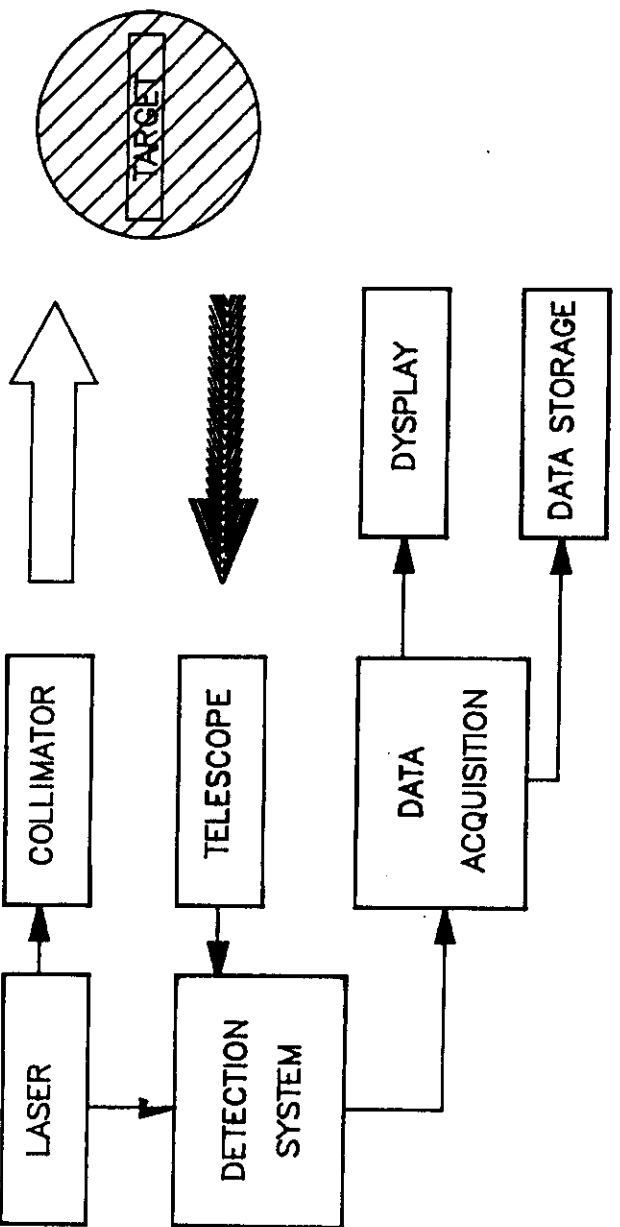 LASER
COLLIMATOR
TARGET
DETECTION
SYSTEM
TELESCOPE
DATA
ACQUISITION
DYSPLAY
DATA STORAGE